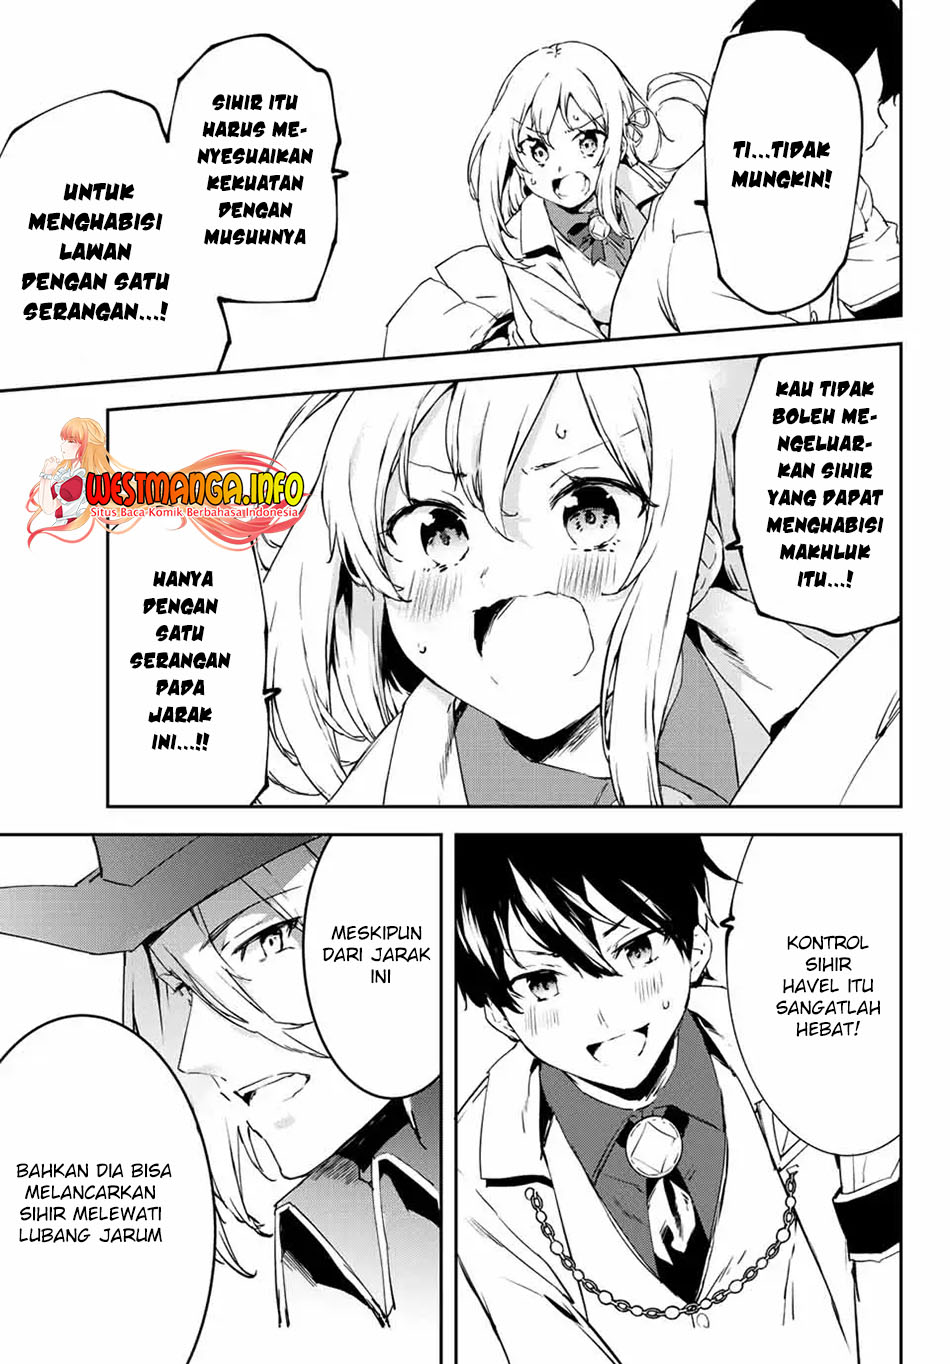 TI...TIDAK
MUNGKIN!
SIHIR ITU
HARUS ME-
NYESUAIKAN
KEKUATAN
DENGAN
MUSUHNYA
UNTUK
MENGHABISI
LAWAN
DENGAN SATU
SERANGAN...!
KAU TIDAK
BOLEH ME-
NGELUAR-
KAN SIHIR
YANG DAPAT
MENGHABISI
MAKHLUK
ITU...!
WESTMANGA.INFO
Situs Baca Komik Berbahasa Indonesia
HANYA
DENGAN
SATU
SERANGAN
PADA
JARAK
INI...!!
KONTROL
SIHIR
HAVEL ITU
SANGATLAH
HEBAT!
MESKIPUN
DARI JARAK
INI
BAHKAN DIA BISA
MELANCARKAN
SIHIR MELEWATI
LUBANG JARUM